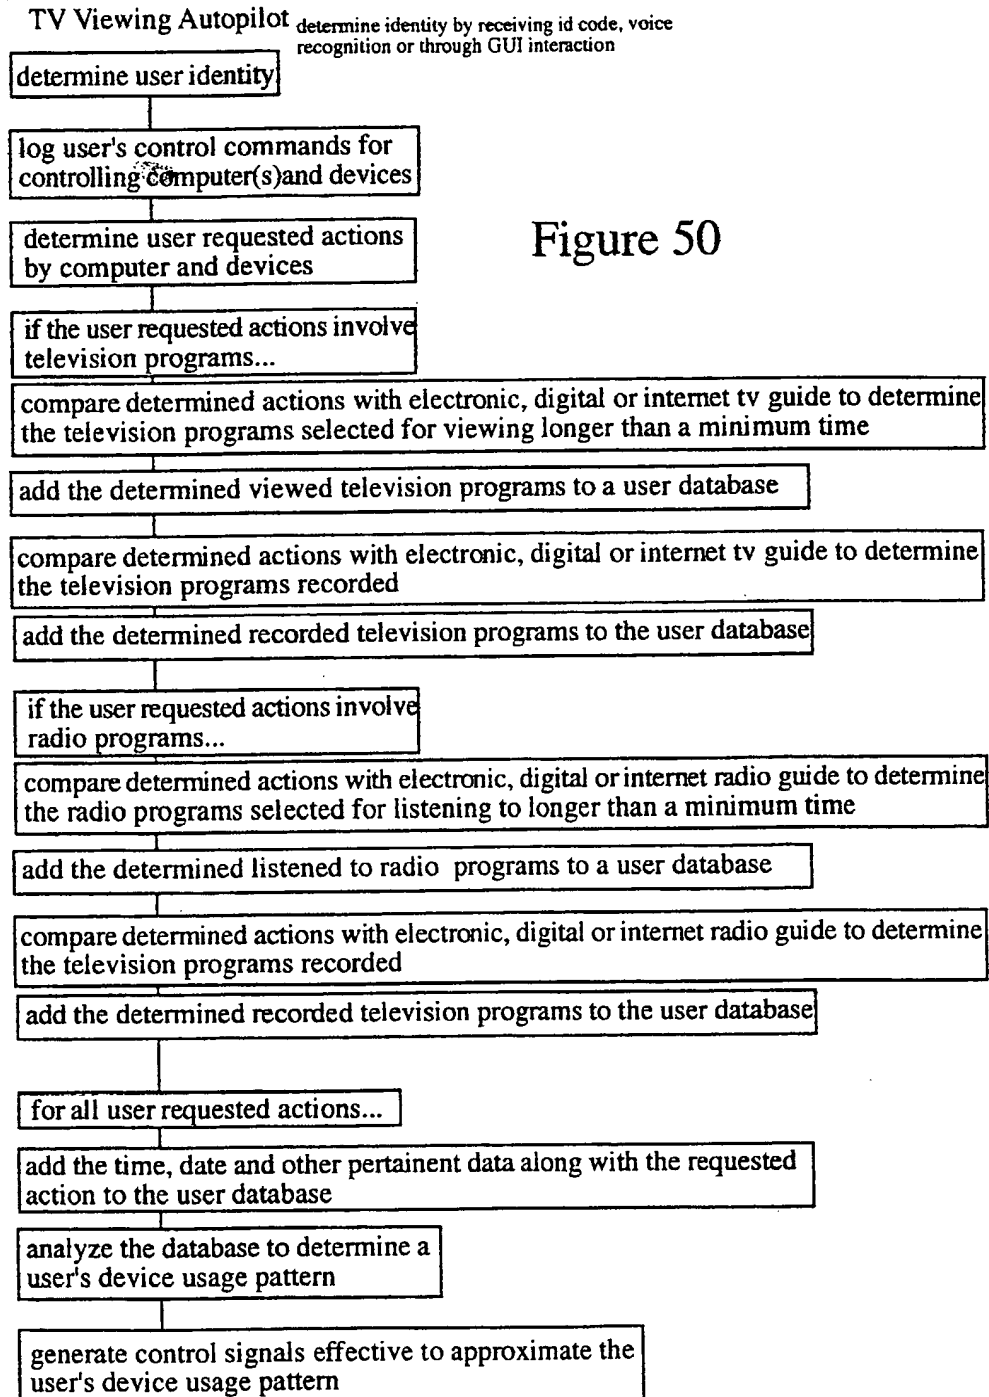 TV Viewing Autopilot determine identity by receiving id code, voice
recognition or through GUI interaction
determine user identity
log user's control commands for
controlling computer(s)and devices
Figure 50
determine user requested actions
by computer and devices
if the user requested actions involve
television programs...
compare determined actions with electronic, digital or internet tv guide to determine
the television programs selected for viewing longer than a minimum time
add the determined viewed television programs to a user database
compare determined actions with electronic, digital or internet tv guide to determine
the television programs recorded
add the determined recorded television programs to the user database
if the user requested actions involve
radio programs...
compare determined actions with electronic, digital or internet radio guide to determine
the radio programs selected for listening to longer than a minimum time
add the determined listened to radio programs to a user database
compare determined actions with electronic, digital or internet radio guide to determine
the television programs recorded
add the determined recorded television programs to the user database
for all user requested actions...
add the time, date and other pertainent data along with the requested
action to the user database
analyze the database to determine a
user's device usage pattern
generate control signals effective to approximate the
user's device usage pattern